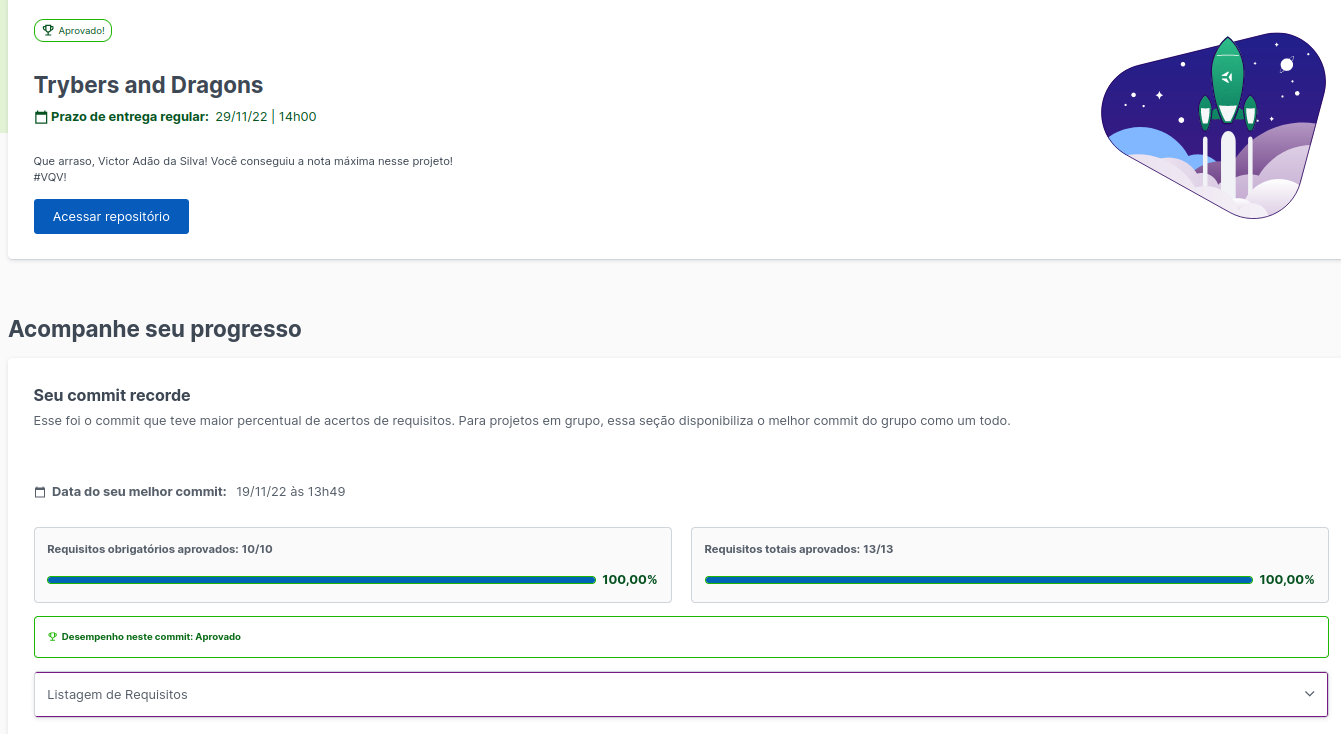 Aprovado!
Trybers and Dragons
Prazo de entrega regular: 29/11/22 | 14h00
Que arraso, Victor Adão da Silva! Você conseguiu a nota máxima nesse projeto!
#VQV!
Acessar repositório
Acompanhe seu progresso
Seu commit recorde
Esse foi o commit que teve maior percentual de acertos de requisitos. Para projetos em grupo, essa seção disponibiliza o melhor commit do grupo como um todo.
Data do seu melhor commit: 19/11/22 às 13h49
Requisitos obrigatórios aprovados: 10/10
100,00%
Requisitos totais aprovados: 13/13
100,00%
Desempenho neste commit: Aprovado
Listagem de Requisitos